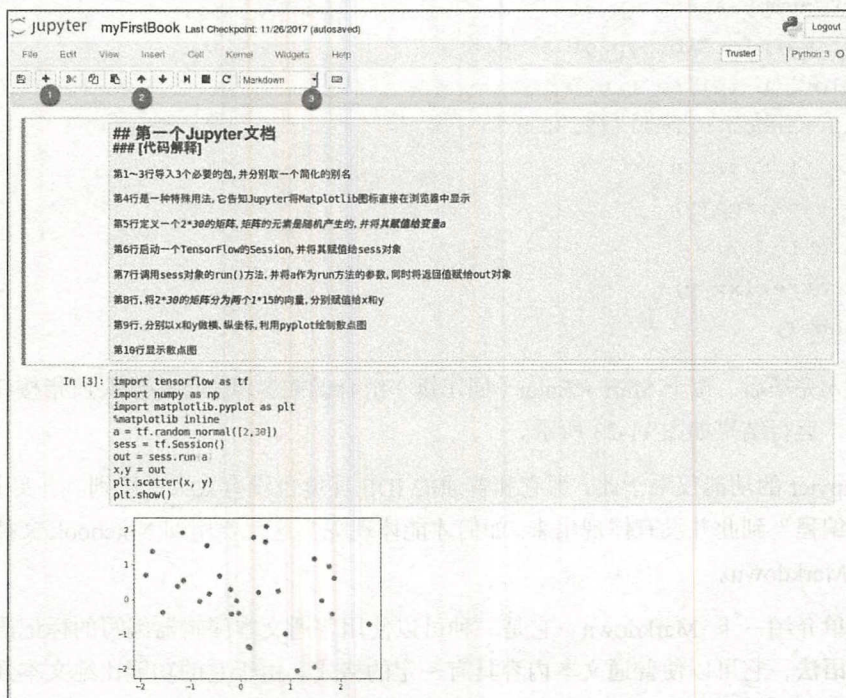 jupyter myFirstBook Last Checkpoint: 11/26/2017 (autosaved)
Logout
File Edit View Insert Cell Kernel Widgets Help
Trusted
Python 3
Markdown
1
2
3
## 第一个Jupyter文档
### [代码解释]
第1～3行导入3个必要的包,并分别取一个简化的别名
第4行是一种特殊用法,它告知Jupyter将Matplotlib图标直接在浏览器中显示
第5行定义一个2*30的矩阵,矩阵的元素是随机产生的,并将其赋值给变量a
第6行启动一个TensorFlow的Session,并将其赋值给sess对象
第7行调用sess对象的run()方法,并将a作为run方法的参数,同时将返回值赋给out对象
第8行,将2*30的矩阵分为两个1*15的向量,分别赋值给x和y
第9行,分别以x和y做横、纵坐标,利用pyplot绘制散点图
第10行显示散点图
In [3]:
import tensorflow as tf
import numpy as np
import matplotlib.pyplot as plt
%matplotlib inline
a = tf.random_normal([2,30])
sess = tf.Session()
out = sess.run(a)
x,y = out
plt.scatter(x, y)
plt.show()
2
1
0
-1
-2
-2 -1 0 1 2